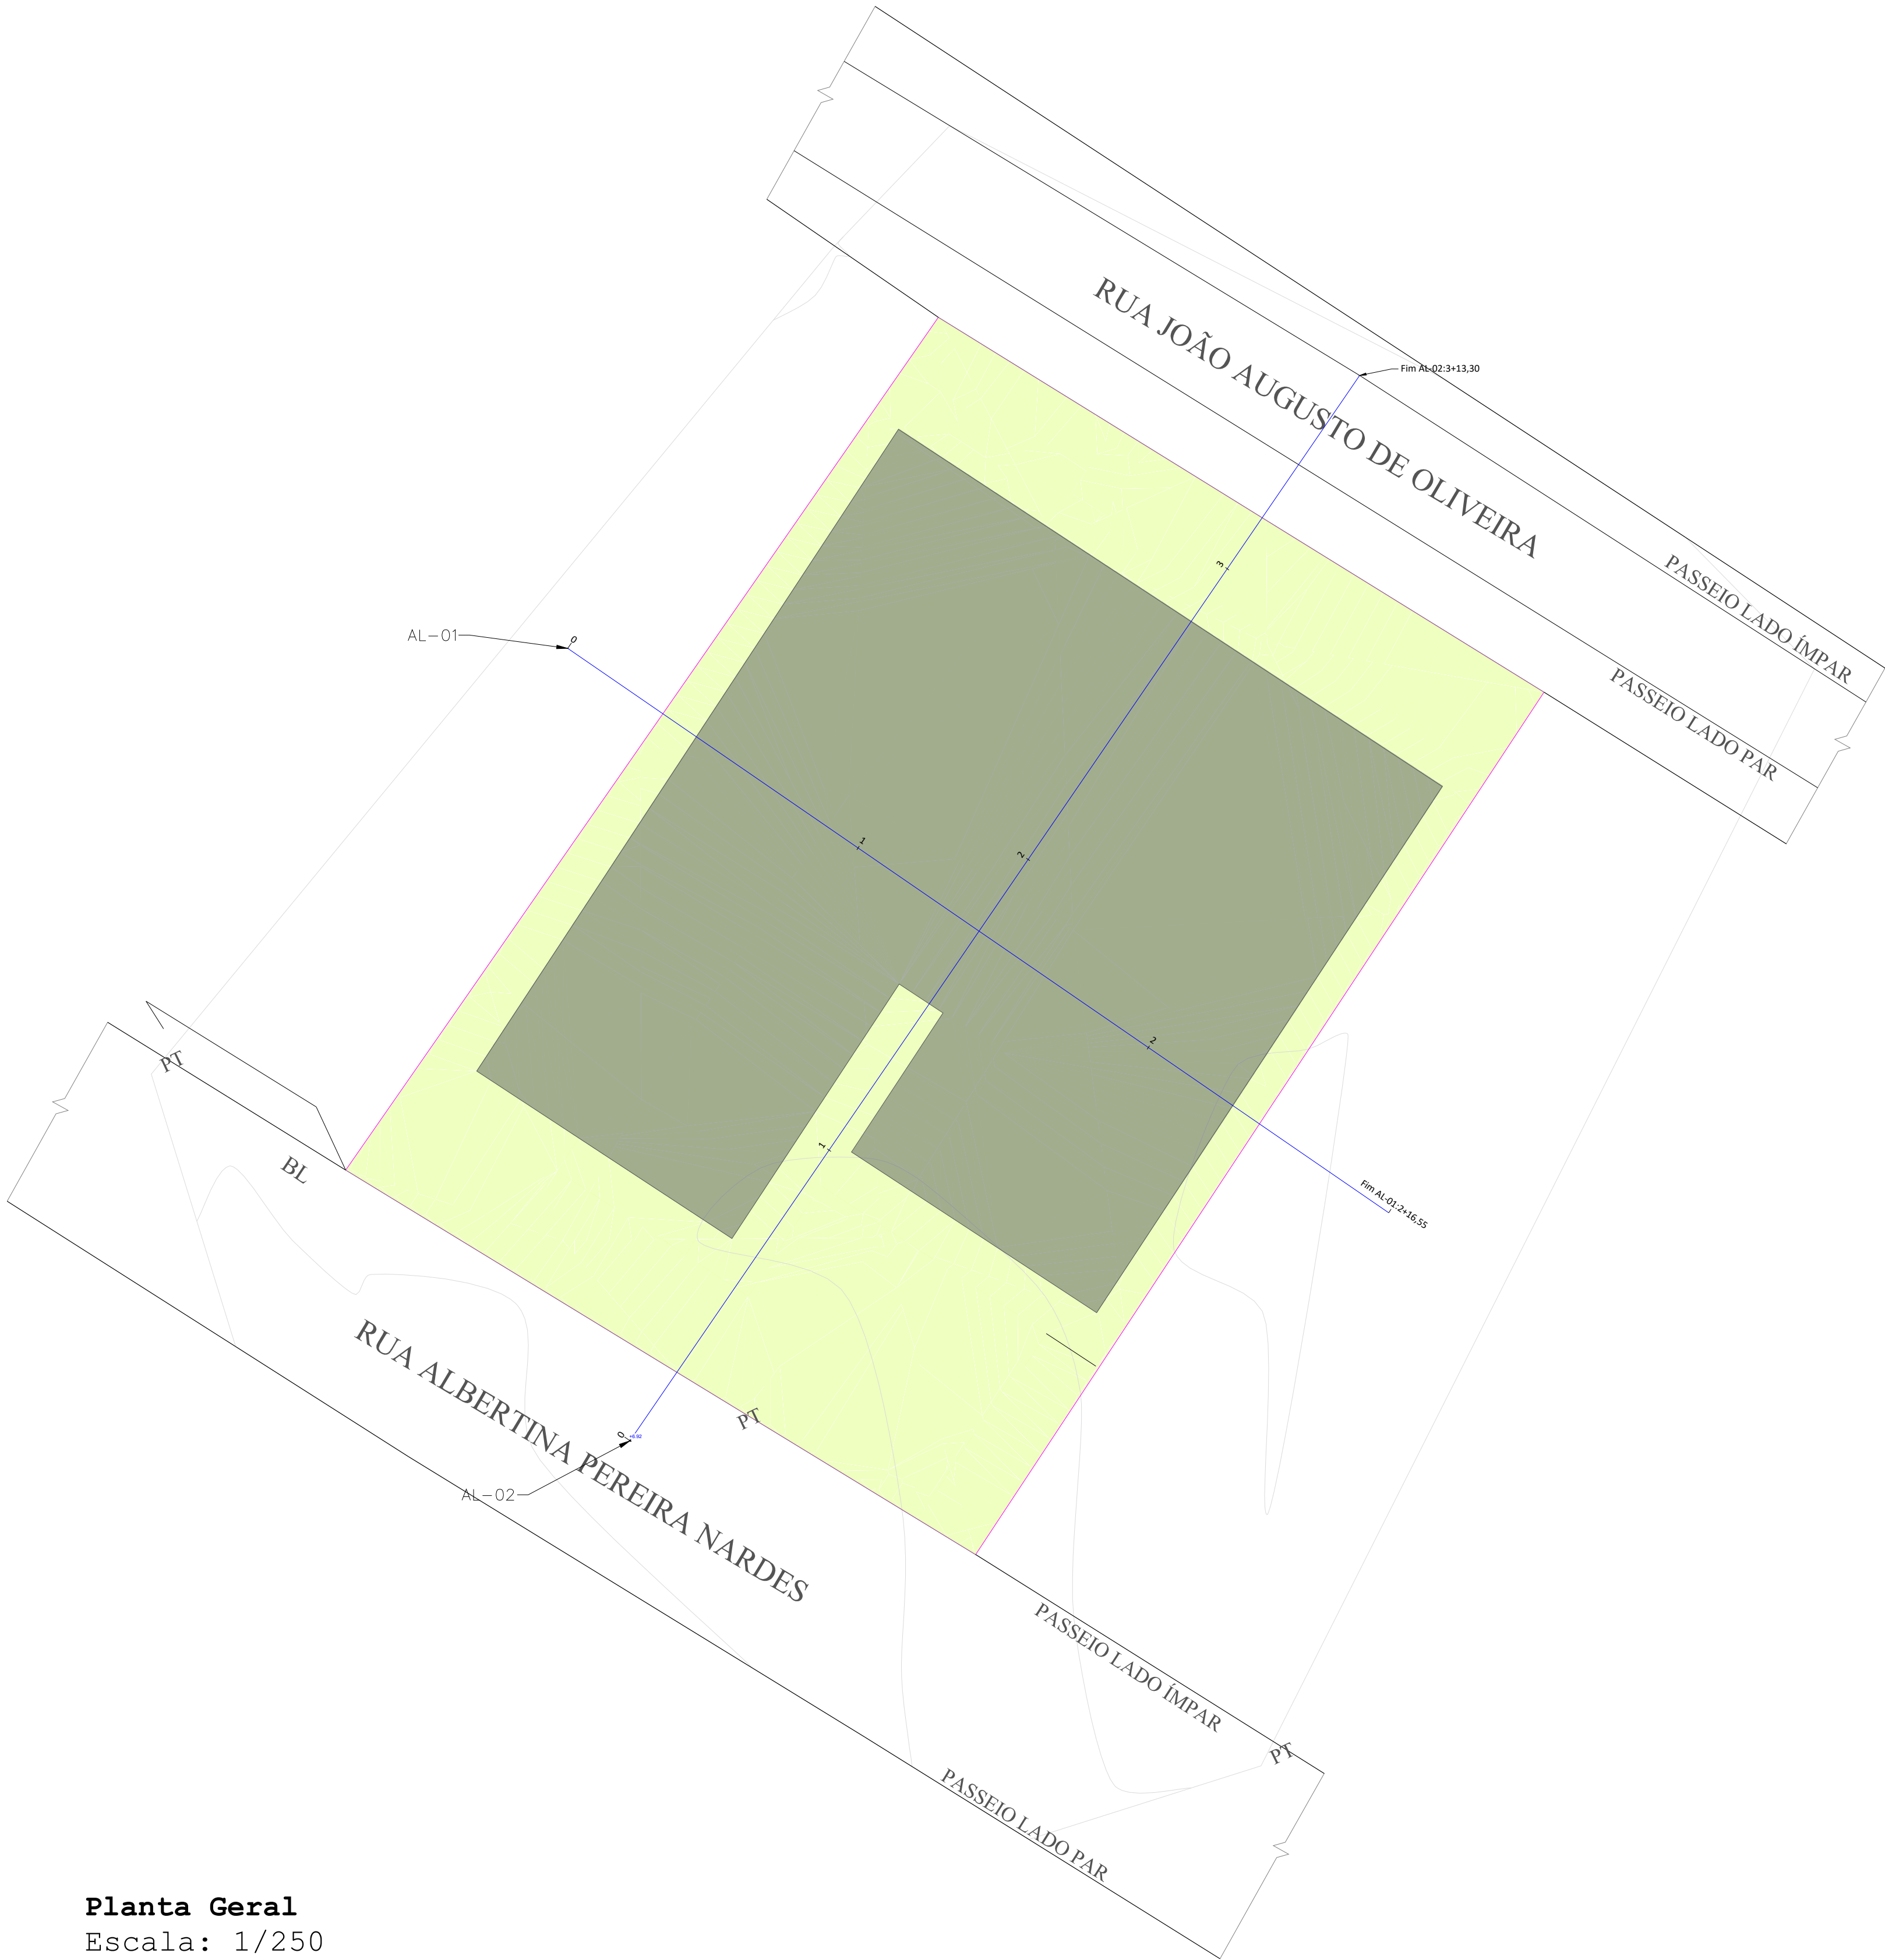 RUA JOÃO AUGUSTO DE OLIVEIRA
Fim AL-02:3+13,30
PASSEIO LADO ÍMPAR
PASSEIO LADO PAR
3
AL-01
0
1
2
2
Fim AL-01:2+16,55
PT
BL
1
RUA ALBERTINA PEREIRA NARDES
PT
0
+6.92
AL-02
PASSEIO LADO ÍMPAR
PT
PASSEIO LADO PAR
Planta Geral
Escala: 1/250